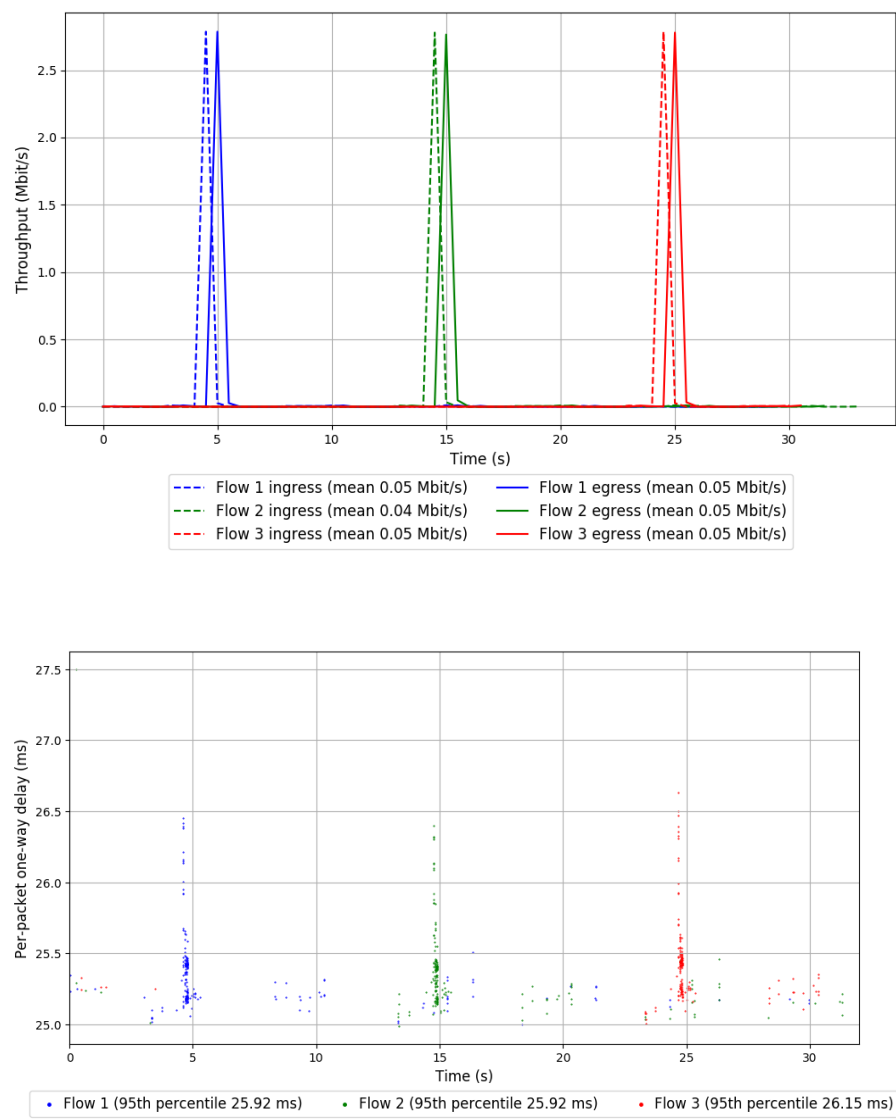 2.5
2.0
1.5
1.0
0.5
0.0
Throughput (Mbit/s)
0 5 10 15 20 25 30
Time (s)
Flow 1 ingress (mean 0.05 Mbit/s) Flow 1 egress (mean 0.05 Mbit/s)
Flow 2 ingress (mean 0.04 Mbit/s) Flow 2 egress (mean 0.05 Mbit/s)
Flow 3 ingress (mean 0.05 Mbit/s) Flow 3 egress (mean 0.05 Mbit/s)
27.5
27.0
26.5
26.0
25.5
25.0
Per-packet one-way delay (ms)
0 5 10 15 20 25 30
Time (s)
Flow 1 (95th percentile 25.92 ms) Flow 2 (95th percentile 25.92 ms) Flow 3 (95th percentile 26.15 ms)